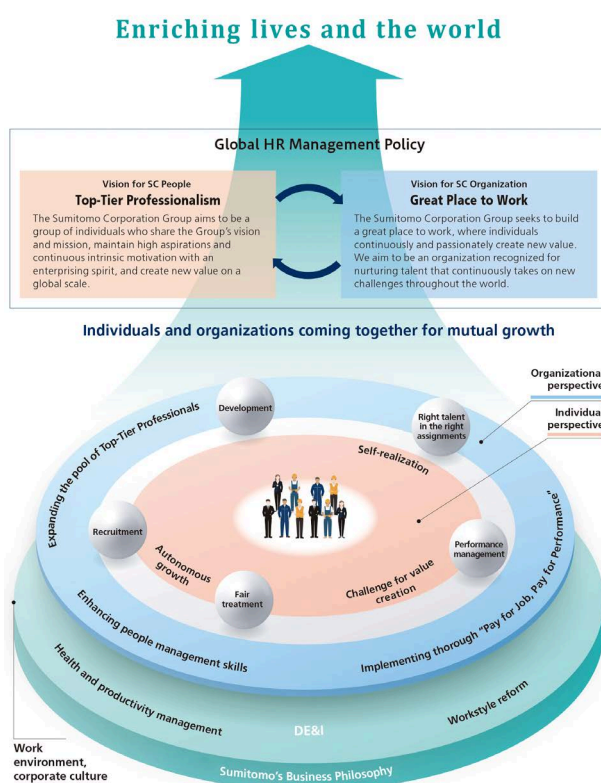 Enriching lives and the world
Global HR Management Policy
Vision for SC People
Top-Tier Professionalism
The Sumitomo Corporation Group aims to be a
group of individuals who share the Group's vision
and mission, maintain high aspirations and
continuous intrinsic motivation with an
enterprising spirit, and create new value on a
global scale.
Vision for SC Organization
Great Place to Work
The Sumitomo Corporation Group seeks to build
a great place to work, where individuals
continuously and passionately create new value.
We aim to be an organization recognized for
nurturing talent that continuously takes on new
challenges throughout the world.
Individuals and organizations coming together for mutual growth
Organizational
perspective
Individual
perspective
Expanding the pool of Top-Tier Professionals
Development
Right talent
in the right
assignments
Self-realization
Recruitment
Autonomous
growth
Fair
treatment
Challenge for value
creation
Performance
management
Enhancing people management skills
Implementing thorough "Pay for Job, Pay for Performance"
Health and productivity management
DE&I
Workstyle reform
Work
environment,
corporate culture
Sumitomo's Business Philosophy